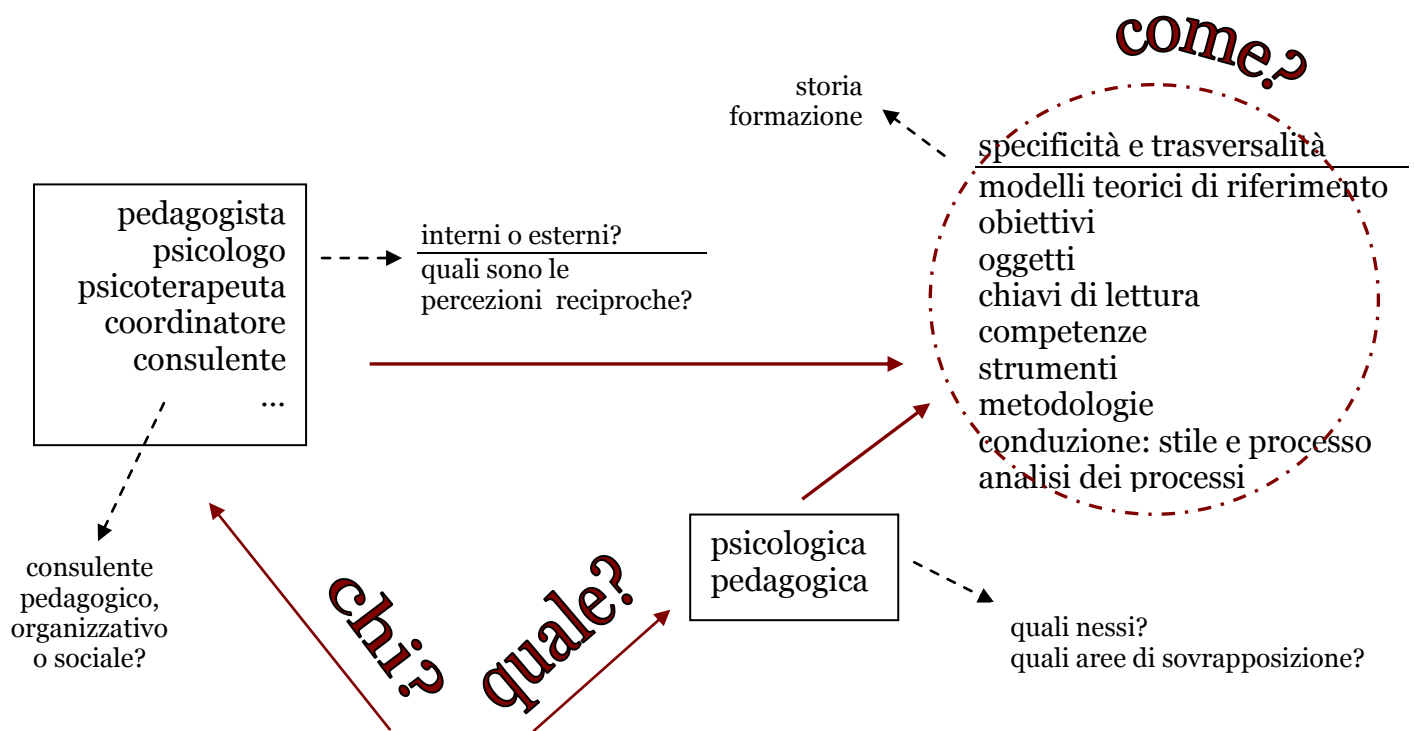 come?
storia
formazione
specificità e trasversalità
modelli teorici di riferimento
obiettivi
oggetti
chiavi di lettura
competenze
strumenti
metodologie
conduzione: stile e processo
analisi dei processi
pedagogista
psicologo
psicoterapeuta
coordinatore
consulente
...
interni o esterni?
quali sono le
percezioni reciproche?
consulente
pedagogico,
organizzativo
o sociale?
chi?
quale?
psicologica
pedagogica
quali nessi?
quali aree di sovrapposizione?